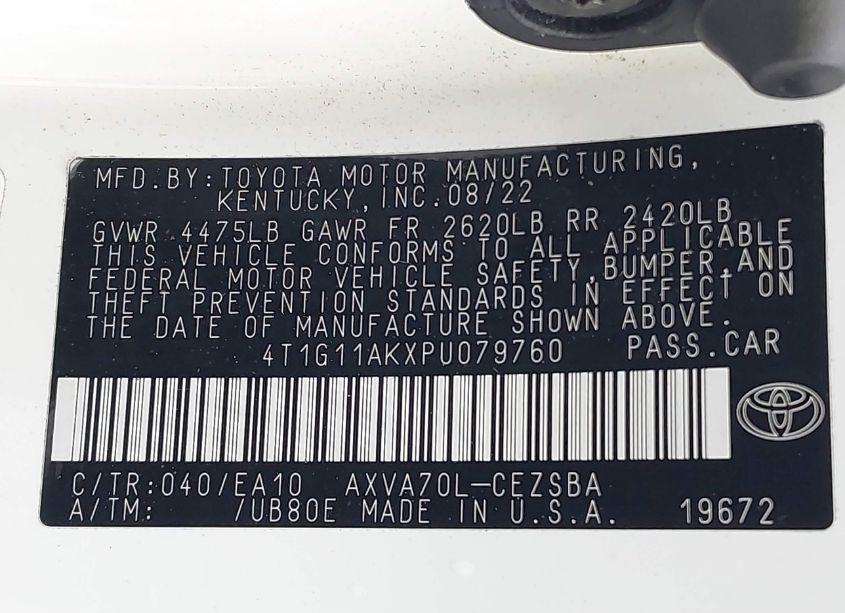 MFD.BY:TOYOTA MOTOR MANUFACTURING,
KENTUCKY,INC.08/22
GVWR 4475LB GAWR FR 2620LB RR 2420LB
THIS VEHICLE CONFORMS TO ALL APPLICABLE
FEDERAL MOTOR VEHICLE SAFETY,BUMPER,AND
THEFT PREVENTION STANDARDS IN EFFECT ON
THE DATE OF MANUFACTURE SHOWN ABOVE.
4T1G11AKXPU079760 PASS.CAR
C/TR:040/EA10 AXVA70L-CEZSBA
A/TM: /UB80E MADE IN U.S.A. 19672